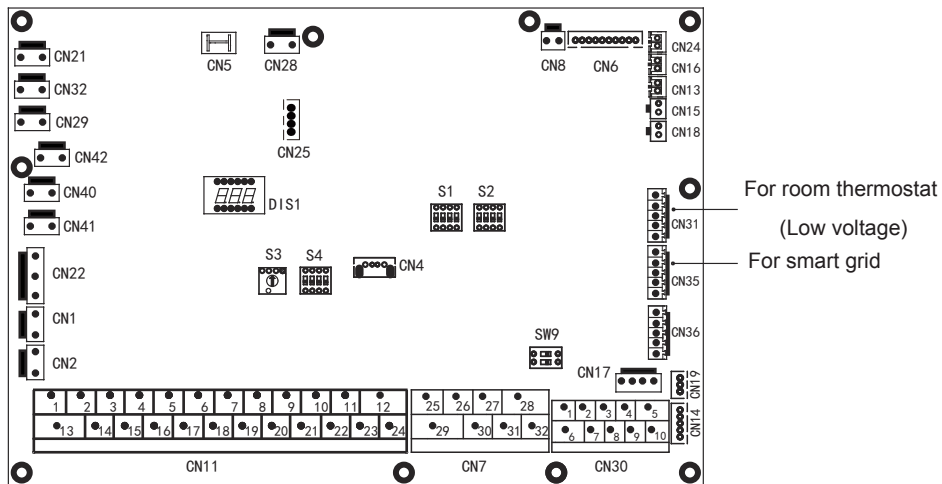 CN21
CN5
CN28
CN8
CN6
CN24
CN16
CN13
CN15
CN18
CN32
CN29
CN25
CN42
CN40
DIS1
S1 S2
For room thermostat
(Low voltage)
CN31
CN41
S3 S4
CN4
For smart grid
CN35
CN22
CN1
SW9
CN36
CN2
CN17
CN19
CN14
1 2 3 4 5 6 7 8 9 10 11 12
13 14 15 16 17 18 19 20 21 22 23 24
CN11
25 26 27 28
29 30 31 32
CN7
1 2 3 4 5
6 7 8 9 10
CN30